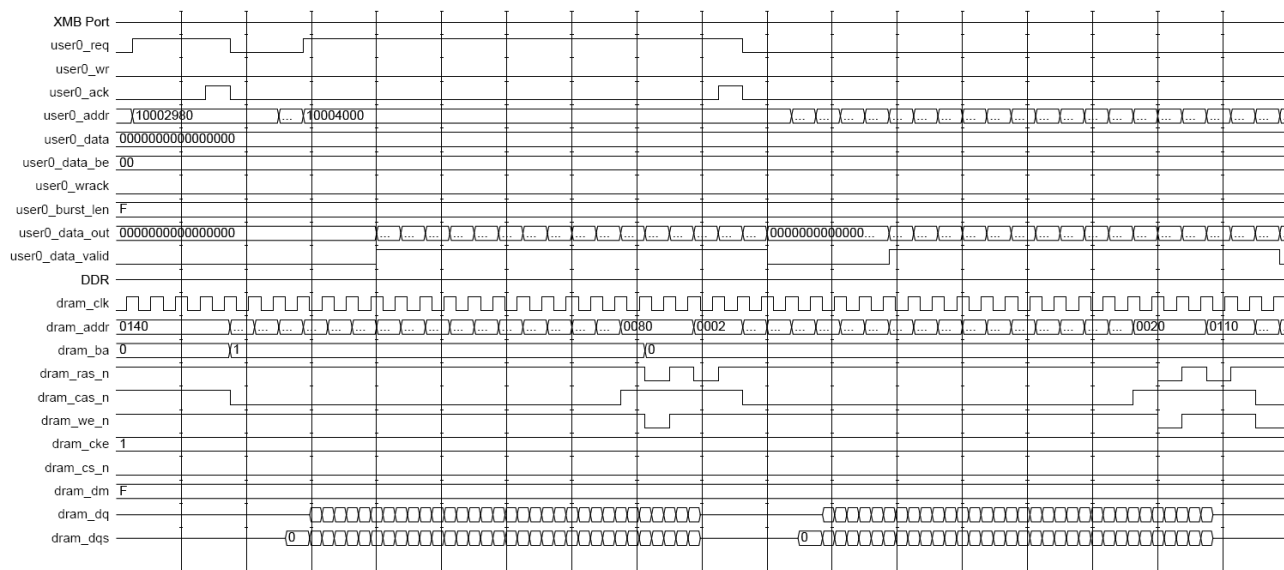 XMB Port
user0_req
user0_wr
user0_ack
user0_addr 10002980 ... 10004000 ... ... ... ... ... ... ... ... ... ... ... ... ... ... ... ... ... ... ... ...
user0_data 0000000000000000
user0_data_be 00
user0_wrack
user0_burst_len F
user0_data_out 0000000000000000 ... ... ... ... ... ... ... ... ... ... ... ... ... ... ... ... 0000000000000... ... ... ... ... ... ... ... ... ... ... ... ... ... ... ... ...
user0_data_valid
DDR
dram_clk
dram_addr 0140 ... ... ... ... ... ... ... ... ... ... ... ... ... ... ... ... 0080 0002 ... ... ... ... ... ... ... ... ... ... ... ... ... ... ... ... 0020 0110 ... ...
dram_ba 0 1 0
dram_ras_n
dram_cas_n
dram_we_n
dram_cke 1
dram_cs_n
dram_dm F
dram_dq
dram_dqs 0 0